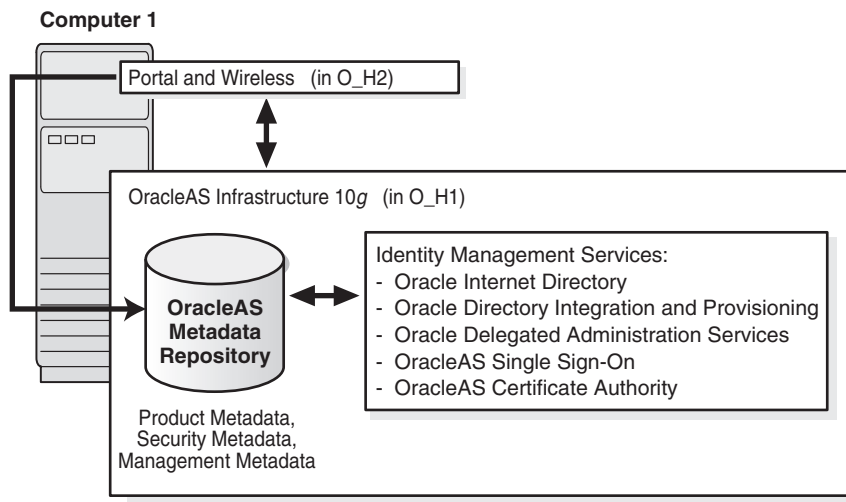 Computer 1
Portal and Wireless (in O_H2)
OracleAS Infrastructure 10g (in O_H1)
OracleAS
Metadata
Repository
Product Metadata,
Security Metadata,
Management Metadata
Identity Management Services:
- Oracle Internet Directory
- Oracle Directory Integration and Provisioning
- Oracle Delegated Administration Services
- OracleAS Single Sign-On
- OracleAS Certificate Authority